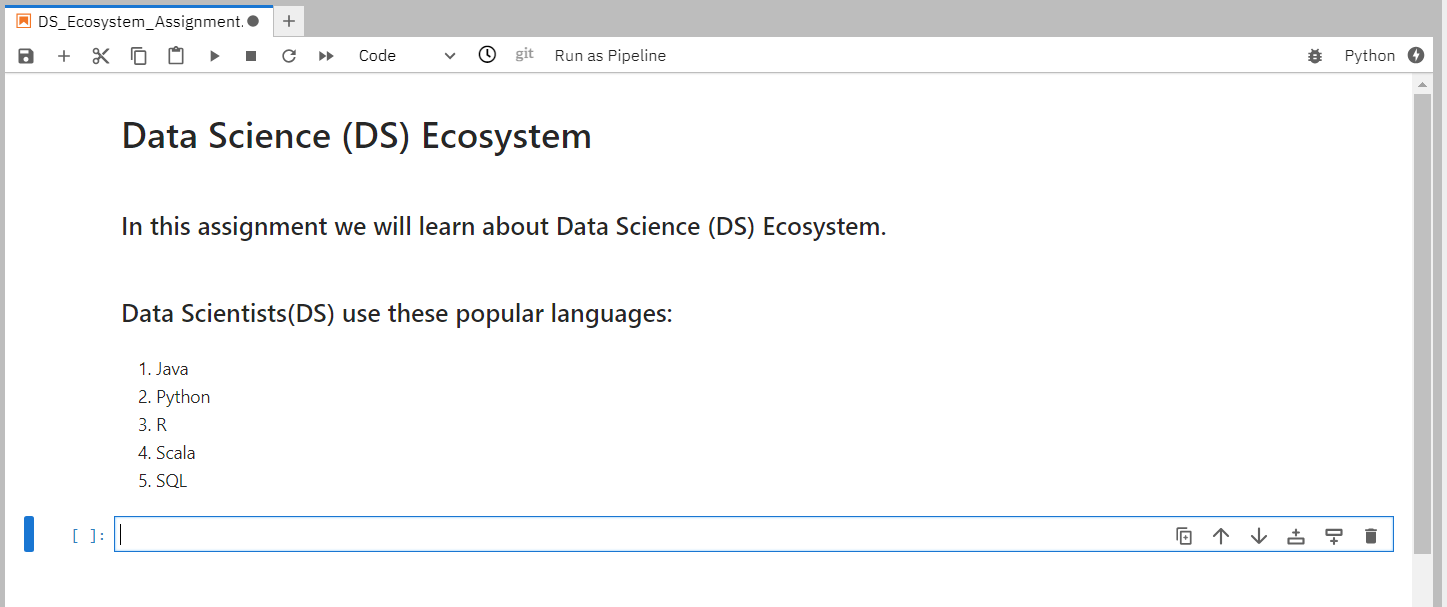 DS_Ecosystem_Assignment.
Code
git
Run as Pipeline
Python
Data Science (DS) Ecosystem
In this assignment we will learn about Data Science (DS) Ecosystem.
Data Scientists(DS) use these popular languages:
1. Java
2. Python
3. R
4. Scala
5. SQL
[ ]: